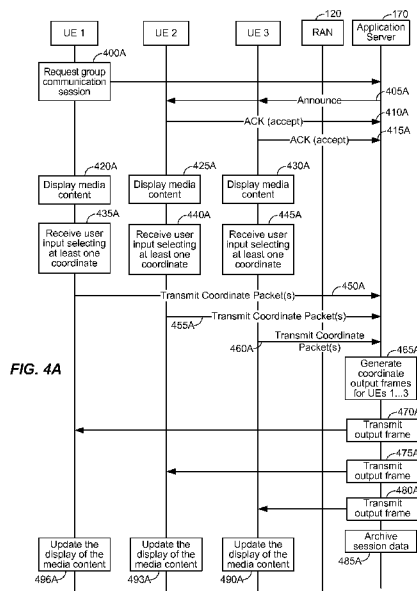 120
170
UE 1
UE 2
UE 3
RAN
Application
Server
400A
Request group
communication
session
405A
Announce
410A
ACK (accept)
415A
ACK (accept)
420A
425A
430A
Display media
content
Display media
content
Display media
content
435A
440A
445A
Receive user
input selecting
at least one
coordinate
Receive user
input selecting
at least one
coordinate
Receive user
input selecting
at least one
coordinate
450A
Transmit Coordinate Packet(s)
Transmit Coordinate Packet(s)
455A
Transmit Coordinate
Packet(s)
460A
465A
FIG. 4A
Generate
coordinate
output frames
for UEs 1...3
470A
Transmit
output frame
475A
Transmit
output frame
480A
Transmit
output frame
Update the
display of the
media content
Update the
display of the
media content
Update the
display of the
media content
Archive
session data
496A
493A
490A
485A